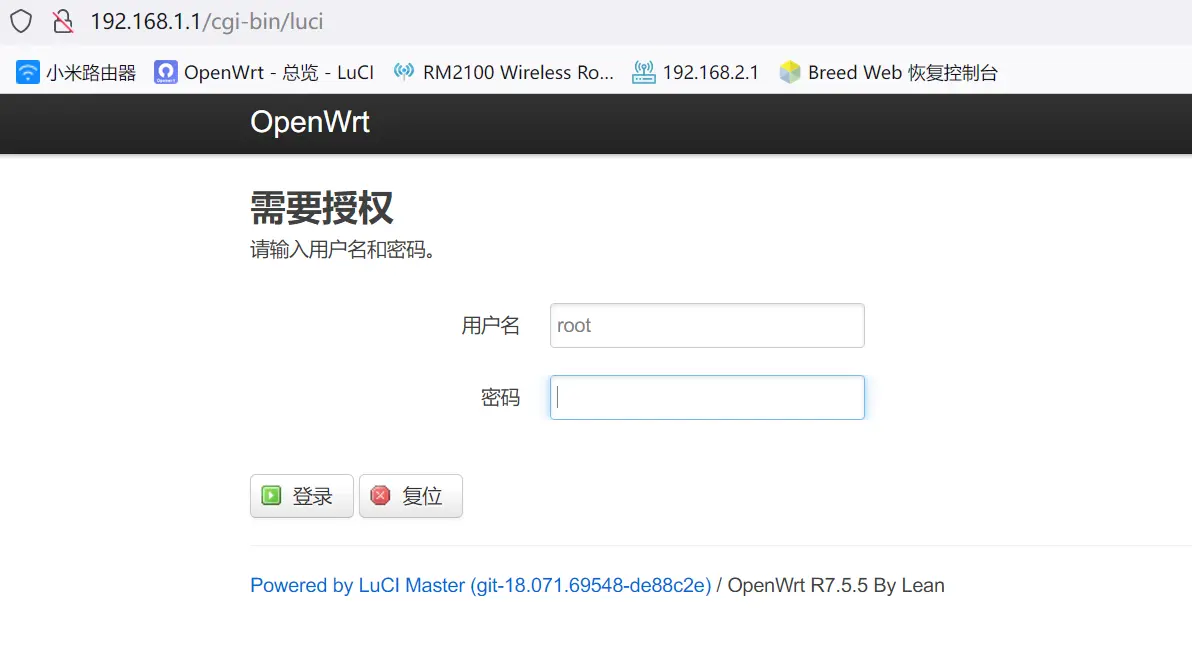 192.168.1.1/cgi-bin/luci
小米路由器 OpenWrt - 总览 - LuCI RM2100 Wireless Ro... 192.168.2.1 Breed Web 恢复控制台
OpenWrt
需要授权
请输入用户名和密码。
用户名 root
密码
登录 复位
Powered by LuCI Master (git-18.071.69548-de88c2e) / OpenWrt R7.5.5 By Lean